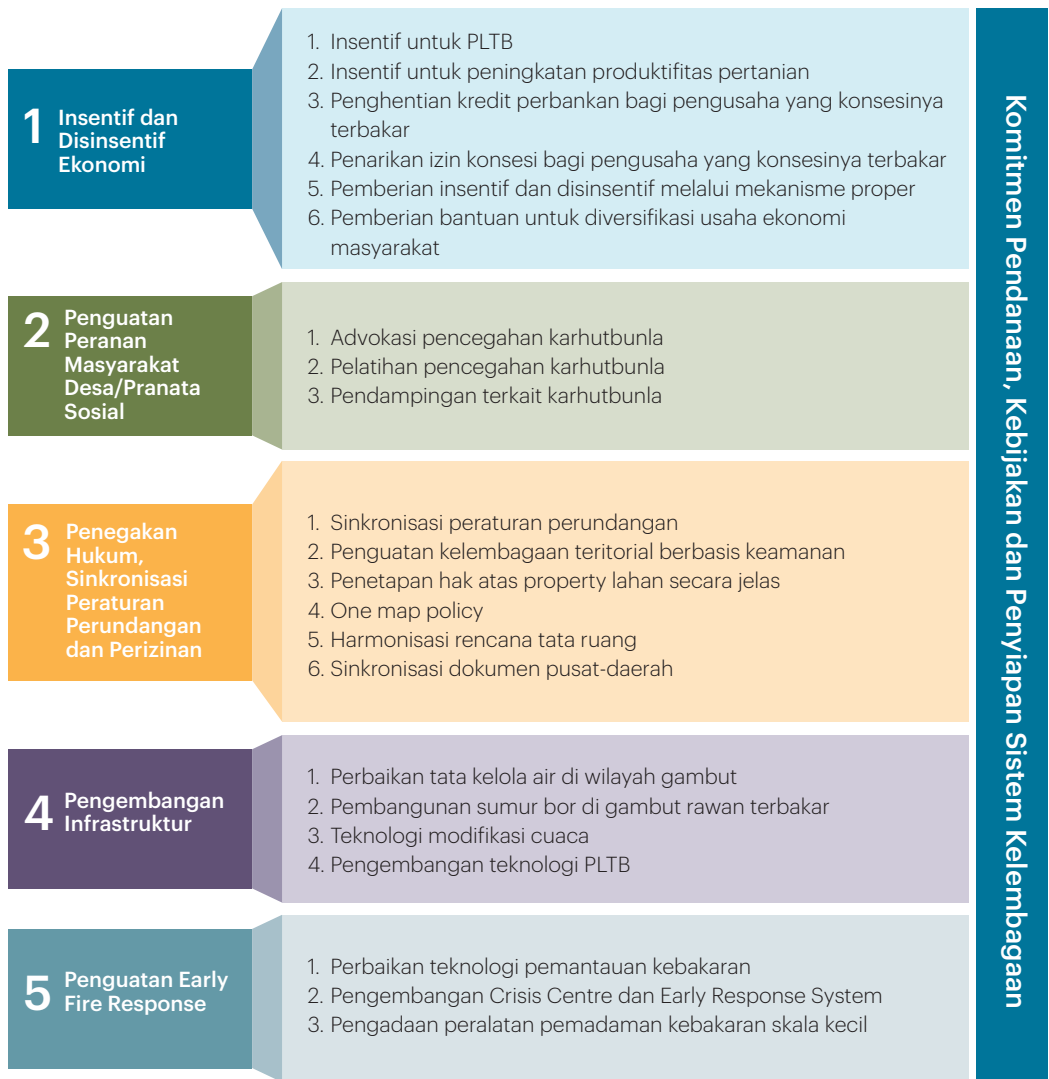 1 Insentif dan
Disinsentif
Ekonomi
1. Insentif untuk PLTB
2. Insentif untuk peningkatan produktifitas pertanian
3. Penghentian kredit perbankan bagi pengusaha yang konsesinya
terbakar
4. Penarikan izin konsesi bagi pengusaha yang konsesinya terbakar
5. Pemberian insentif dan disinsentif melalui mekanisme proper
6. Pemberian bantuan untuk diversifikasi usaha ekonomi
masyarakat
2 Penguatan
Peranan
Masyarakat
Desa/Pranata
Sosial
1. Advokasi pencegahan karhutbunla
2. Pelatihan pencegahan karhutbunla
3. Pendampingan terkait karhutbunla
3 Penegakan
Hukum,
Sinkronisasi
Peraturan
Perundangan
dan Perizinan
1. Sinkronisasi peraturan perundangan
2. Penguatan kelembagaan teritorial berbasis keamanan
3. Penetapan hak atas property lahan secara jelas
4. One map policy
5. Harmonisasi rencana tata ruang
6. Sinkronisasi dokumen pusat-daerah
4 Pengembangan
Infrastruktur
1. Perbaikan tata kelola air di wilayah gambut
2. Pembangunan sumur bor di gambut rawan terbakar
3. Teknologi modifikasi cuaca
4. Pengembangan teknologi PLTB
5 Penguatan Early
Fire Response
1. Perbaikan teknologi pemantauan kebakaran
2. Pengembangan Crisis Centre dan Early Response System
3. Pengadaan peralatan pemadaman kebakaran skala kecil
Komitmen Pendanaan, Kebijakan dan Penyiapan Sistem Kelembagaan